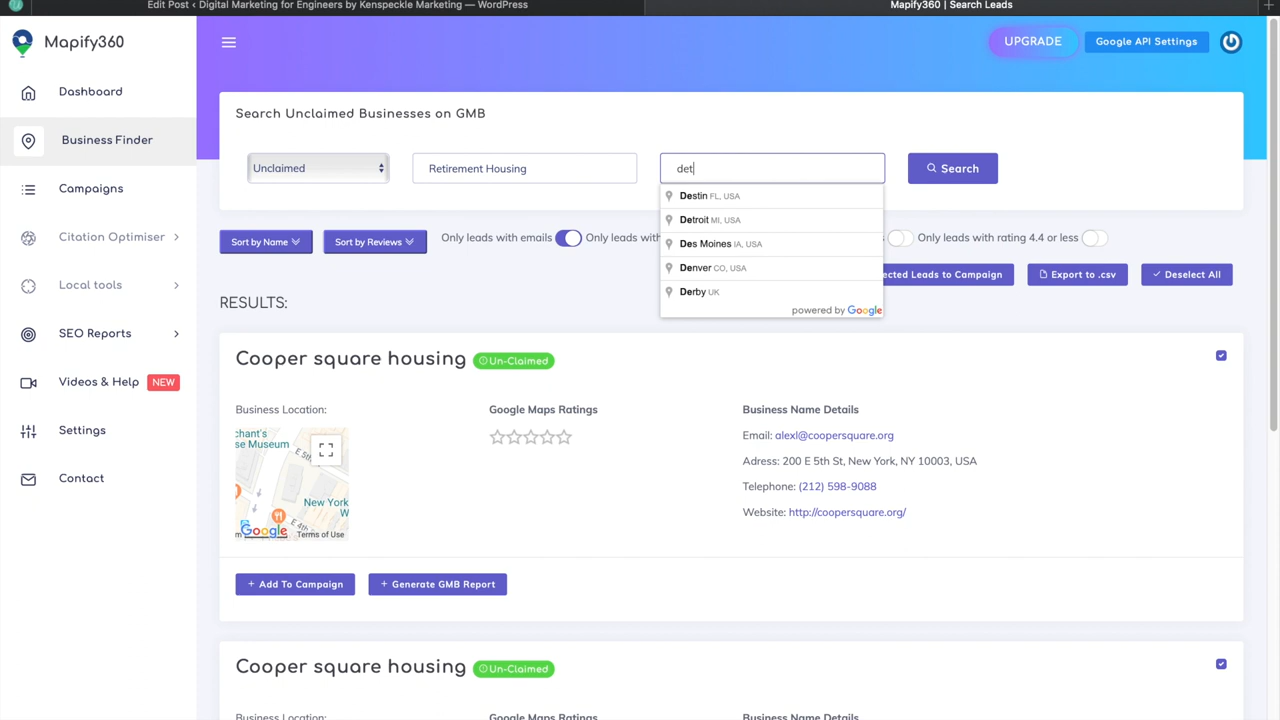 Edit Post ‹ Digital Marketing for Engineers by Kenspeckle Marketing — WordPress
Mapify360 | Search Leads
Mapify360
UPGRADE
Google API Settings
Dashboard
Business Finder
Campaigns
Citation Optimiser
Local tools
SEO Reports
Videos & Help NEW
Settings
Contact
Search Unclaimed Businesses on GMB
Unclaimed
Retirement Housing
det
Search
Destin FL, USA
Detroit MI, USA
Des Moines IA, USA
Denver CO, USA
Derby UK
powered by Google
Sort by Name
Sort by Reviews
Only leads with emails
Only leads with
Only leads with rating 4.4 or less
ected Leads to Campaign
Export to .csv
Deselect All
RESULTS:
Cooper square housing Un-Claimed
Business Location:
Google Maps Ratings
Business Name Details
Email: alexl@coopersquare.org
Adress: 200 E 5th St, New York, NY 10003, USA
Telephone: (212) 598-9088
Website: http://coopersquare.org/
chant's
se Museum
E 5th
New York
W
E 4th
Google
m
Terms of Use
+ Add To Campaign
+ Generate GMB Report
Cooper square housing Un-Claimed
Business Location:
Google Maps Ratings
Business Name Details